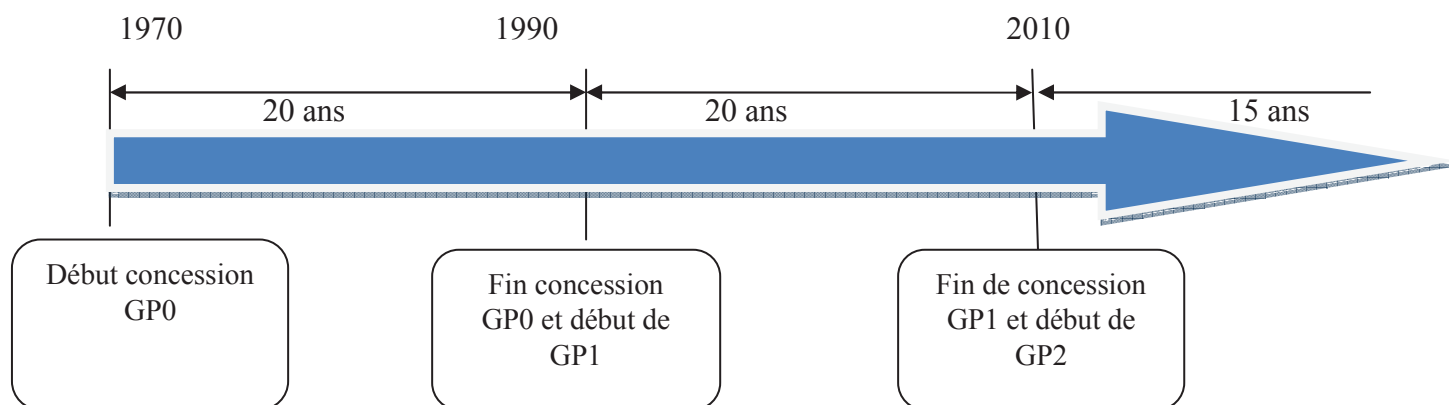 1970
1990
2010
20 ans
20 ans
15 ans
Début concession
GP0
Fin concession
GP0 et début de
GP1
Fin de concession
GP1 et début de
GP2